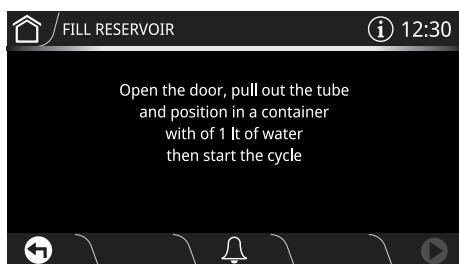 FILL RESERVOIR
i 12:30
Open the door, pull out the tube
and position in a container
with of 1 lt of water
then start the cycle